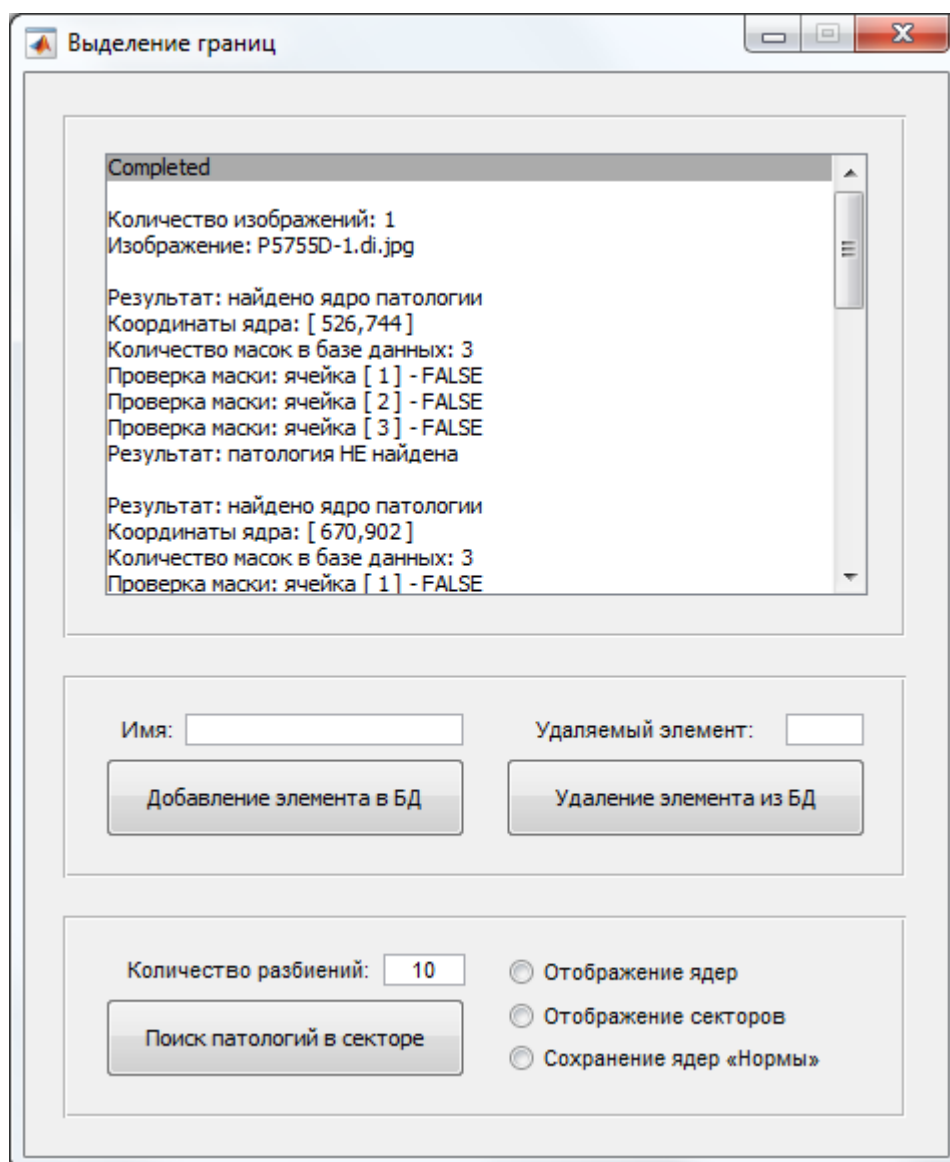 Выделение границ
Completed
Количество изображений: 1
Изображение: P5755D-1.di.jpg
Результат: найдено ядро патологии
Координаты ядра: [ 526,744 ]
Количество масок в базе данных: 3
Проверка маски: ячейка [ 1 ] - FALSE
Проверка маски: ячейка [ 2 ] - FALSE
Проверка маски: ячейка [ 3 ] - FALSE
Результат: патология НЕ найдена
Результат: найдено ядро патологии
Координаты ядра: [ 670,902 ]
Количество масок в базе данных: 3
Проверка маски: ячейка [ 1 ] - FALSE
Имя:
Удаляемый элемент:
Добавление элемента в БД
Удаление элемента из БД
Количество разбиений: 10
Поиск патологий в секторе
Отображение ядер
Отображение секторов
Сохранение ядер «Нормы»